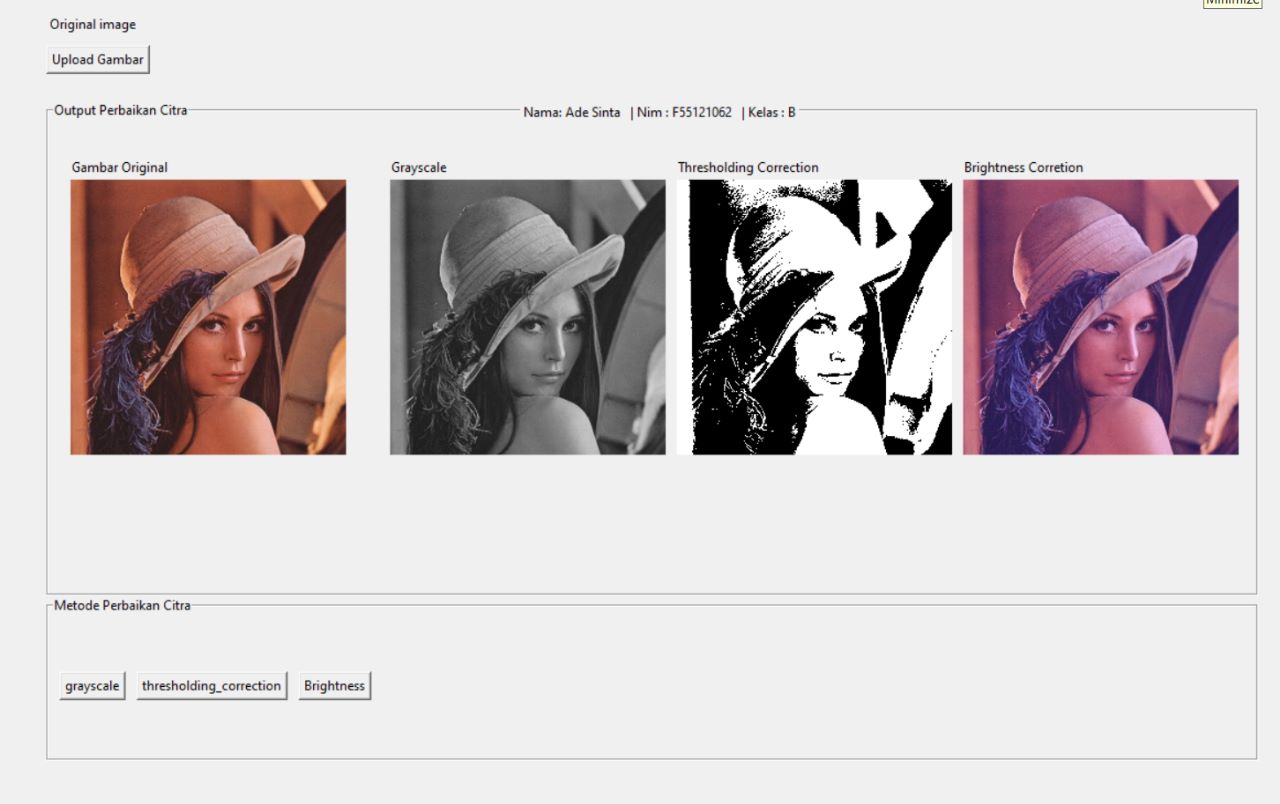 Minimize
Original image
Upload Gambar
Output Perbaikan Citra
Nama: Ade Sinta | Nim : F55121062 | Kelas : B
Gambar Original
Grayscale
Thresholding Correction
Brightness Corretion
Metode Perbaikan Citra
grayscale
thresholding_correction
Brightness